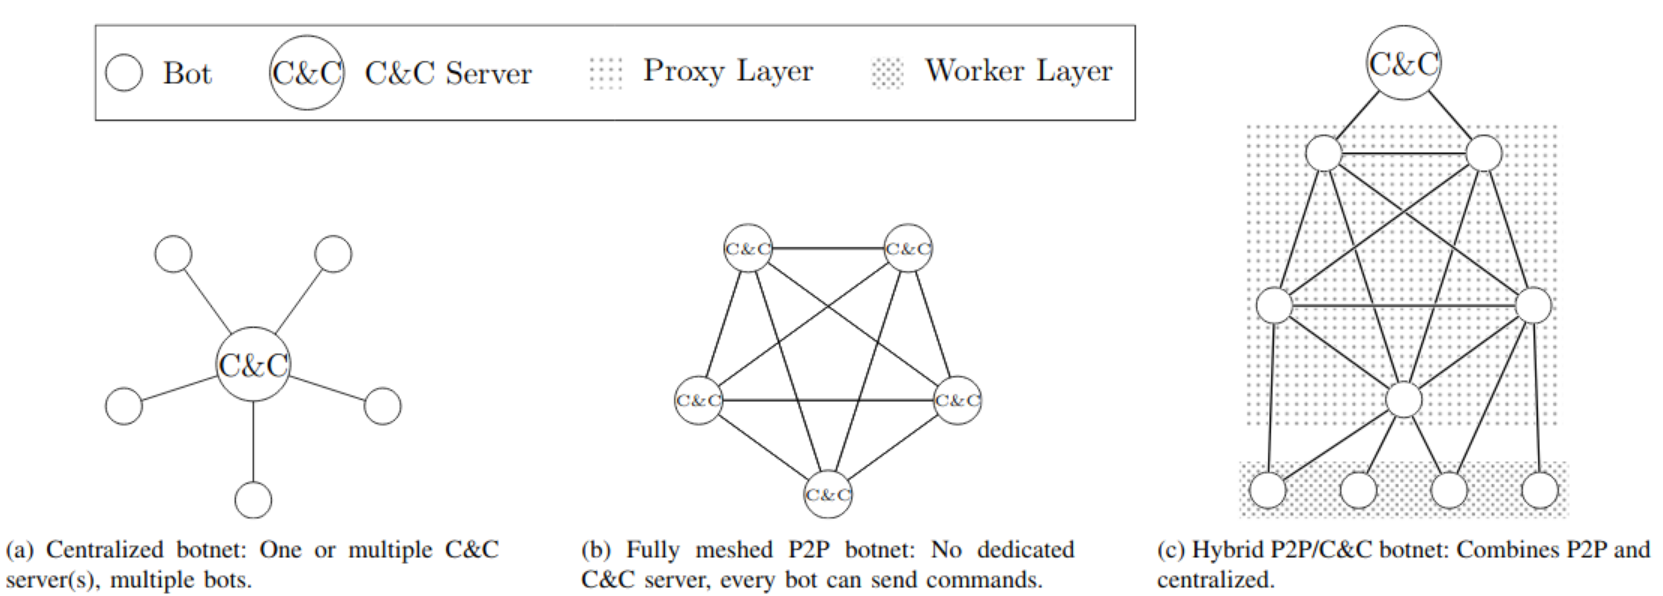 Bot C&C C&C Server Proxy Layer Worker Layer
C&C
C&C
C&C C&C
C&C C&C
C&C
(a) Centralized botnet: One or multiple C&C
server(s), multiple bots.
(b) Fully meshed P2P botnet: No dedicated
C&C server, every bot can send commands.
(c) Hybrid P2P/C&C botnet: Combines P2P and
centralized.